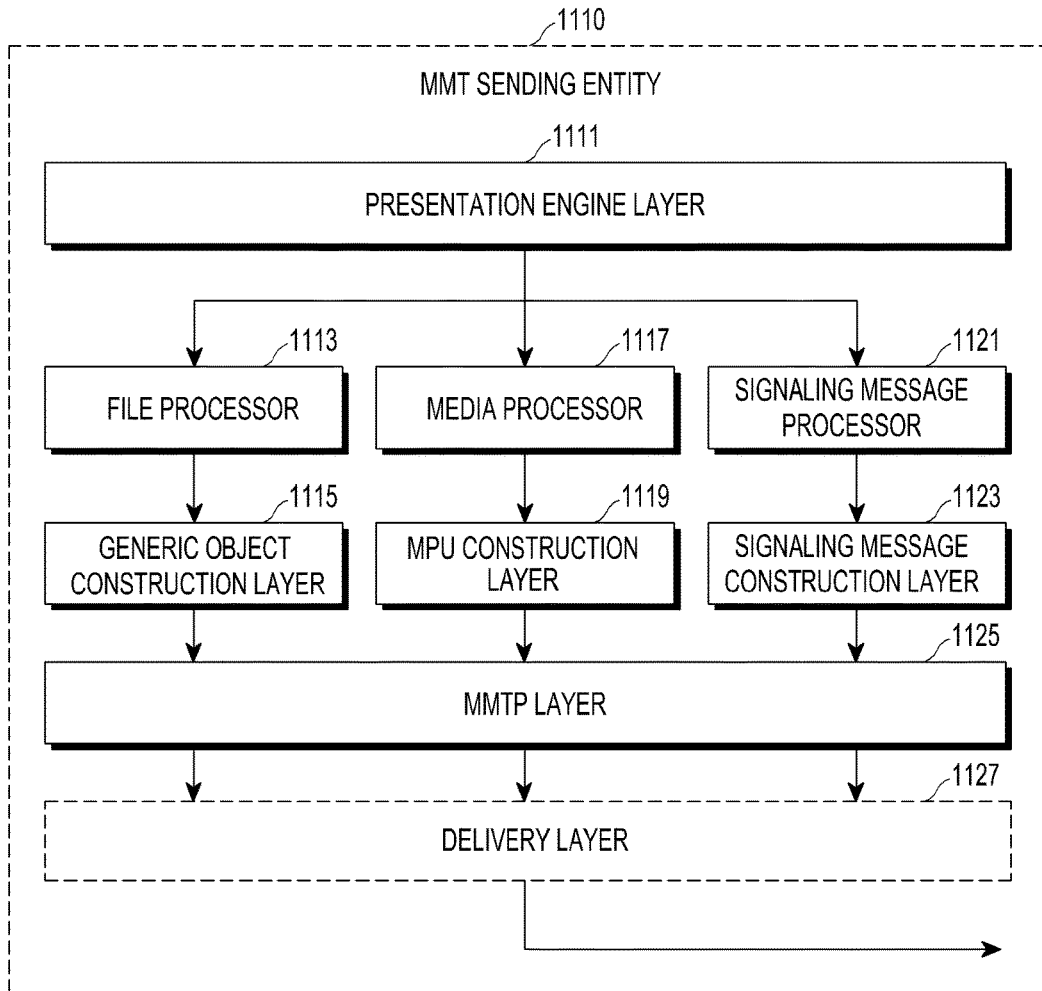 1110
MMT SENDING ENTITY
1111
PRESENTATION ENGINE LAYER
1113
FILE PROCESSOR
1117
MEDIA PROCESSOR
1121
SIGNALING MESSAGE
PROCESSOR
1115
GENERIC OBJECT
CONSTRUCTION LAYER
1119
MPU CONSTRUCTION
LAYER
1123
SIGNALING MESSAGE
CONSTRUCTION LAYER
1125
MMTP LAYER
1127
DELIVERY LAYER